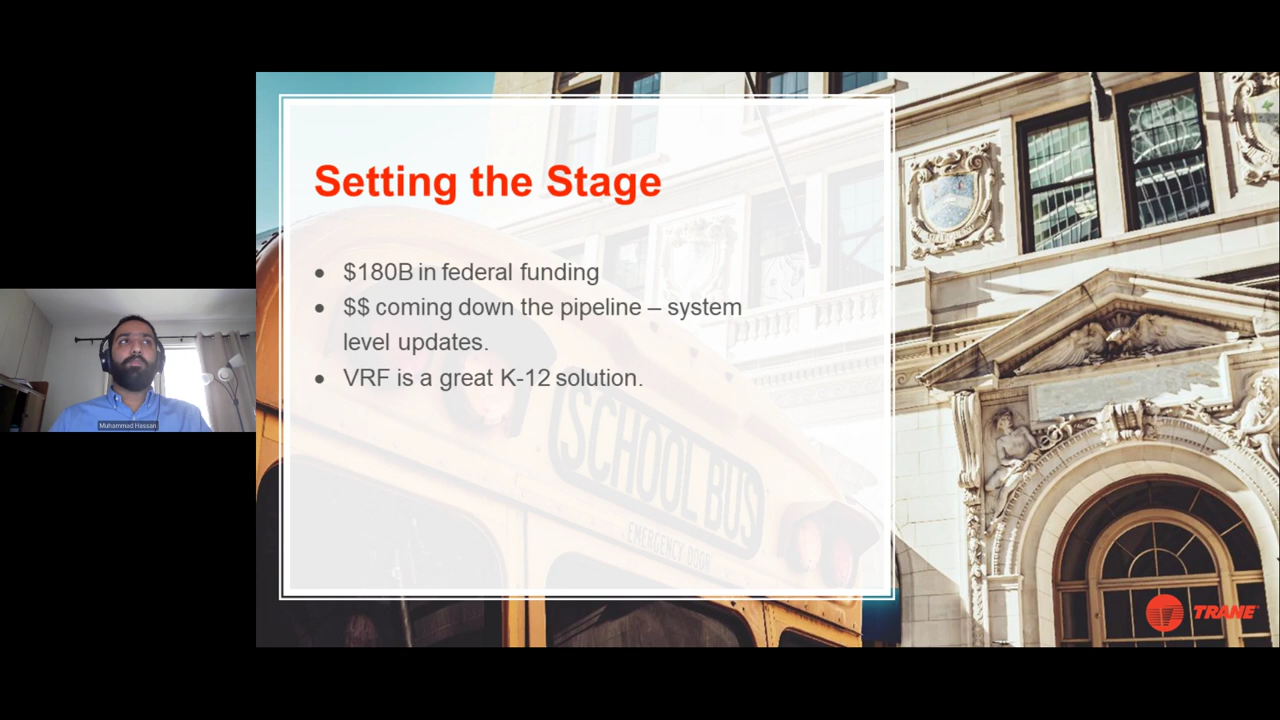 Setting the Stage
● $180B in federal funding
● $$ coming down the pipeline – system
level updates.
● VRF is a great K-12 solution.
SCHOOL BUS
EMERGENCY DOOR
Muhammad Hassan
TRANE